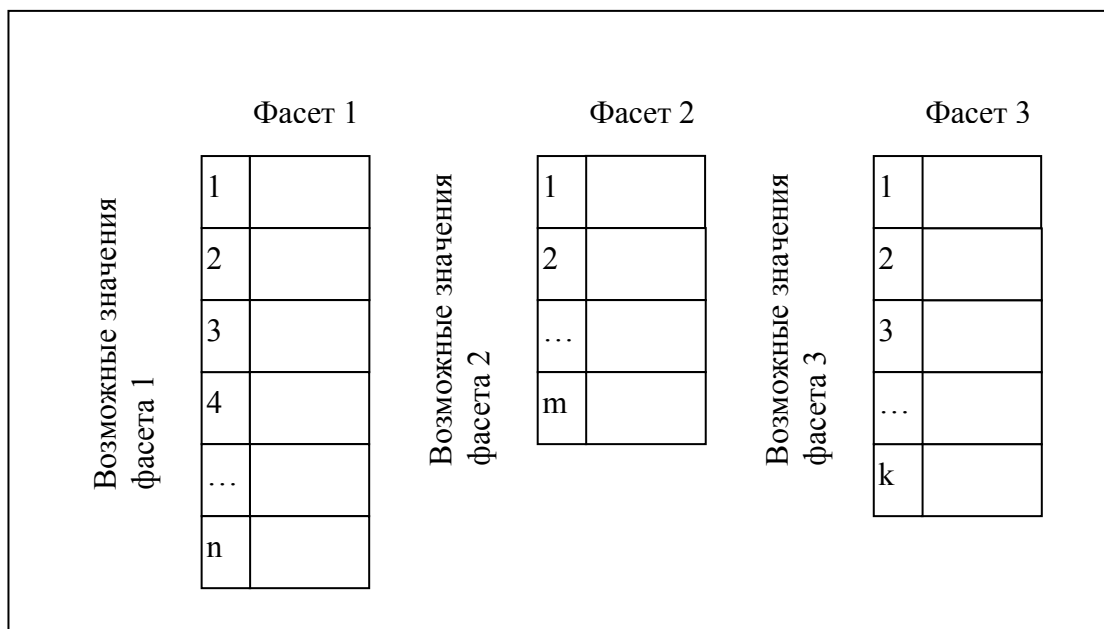 Фасет 1
Возможные значения
фасета 1
1
2
3
4
…
n
Фасет 2
Возможные значения
фасета 2
1
2
…
m
Фасет 3
Возможные значения
фасета 3
1
2
3
…
k